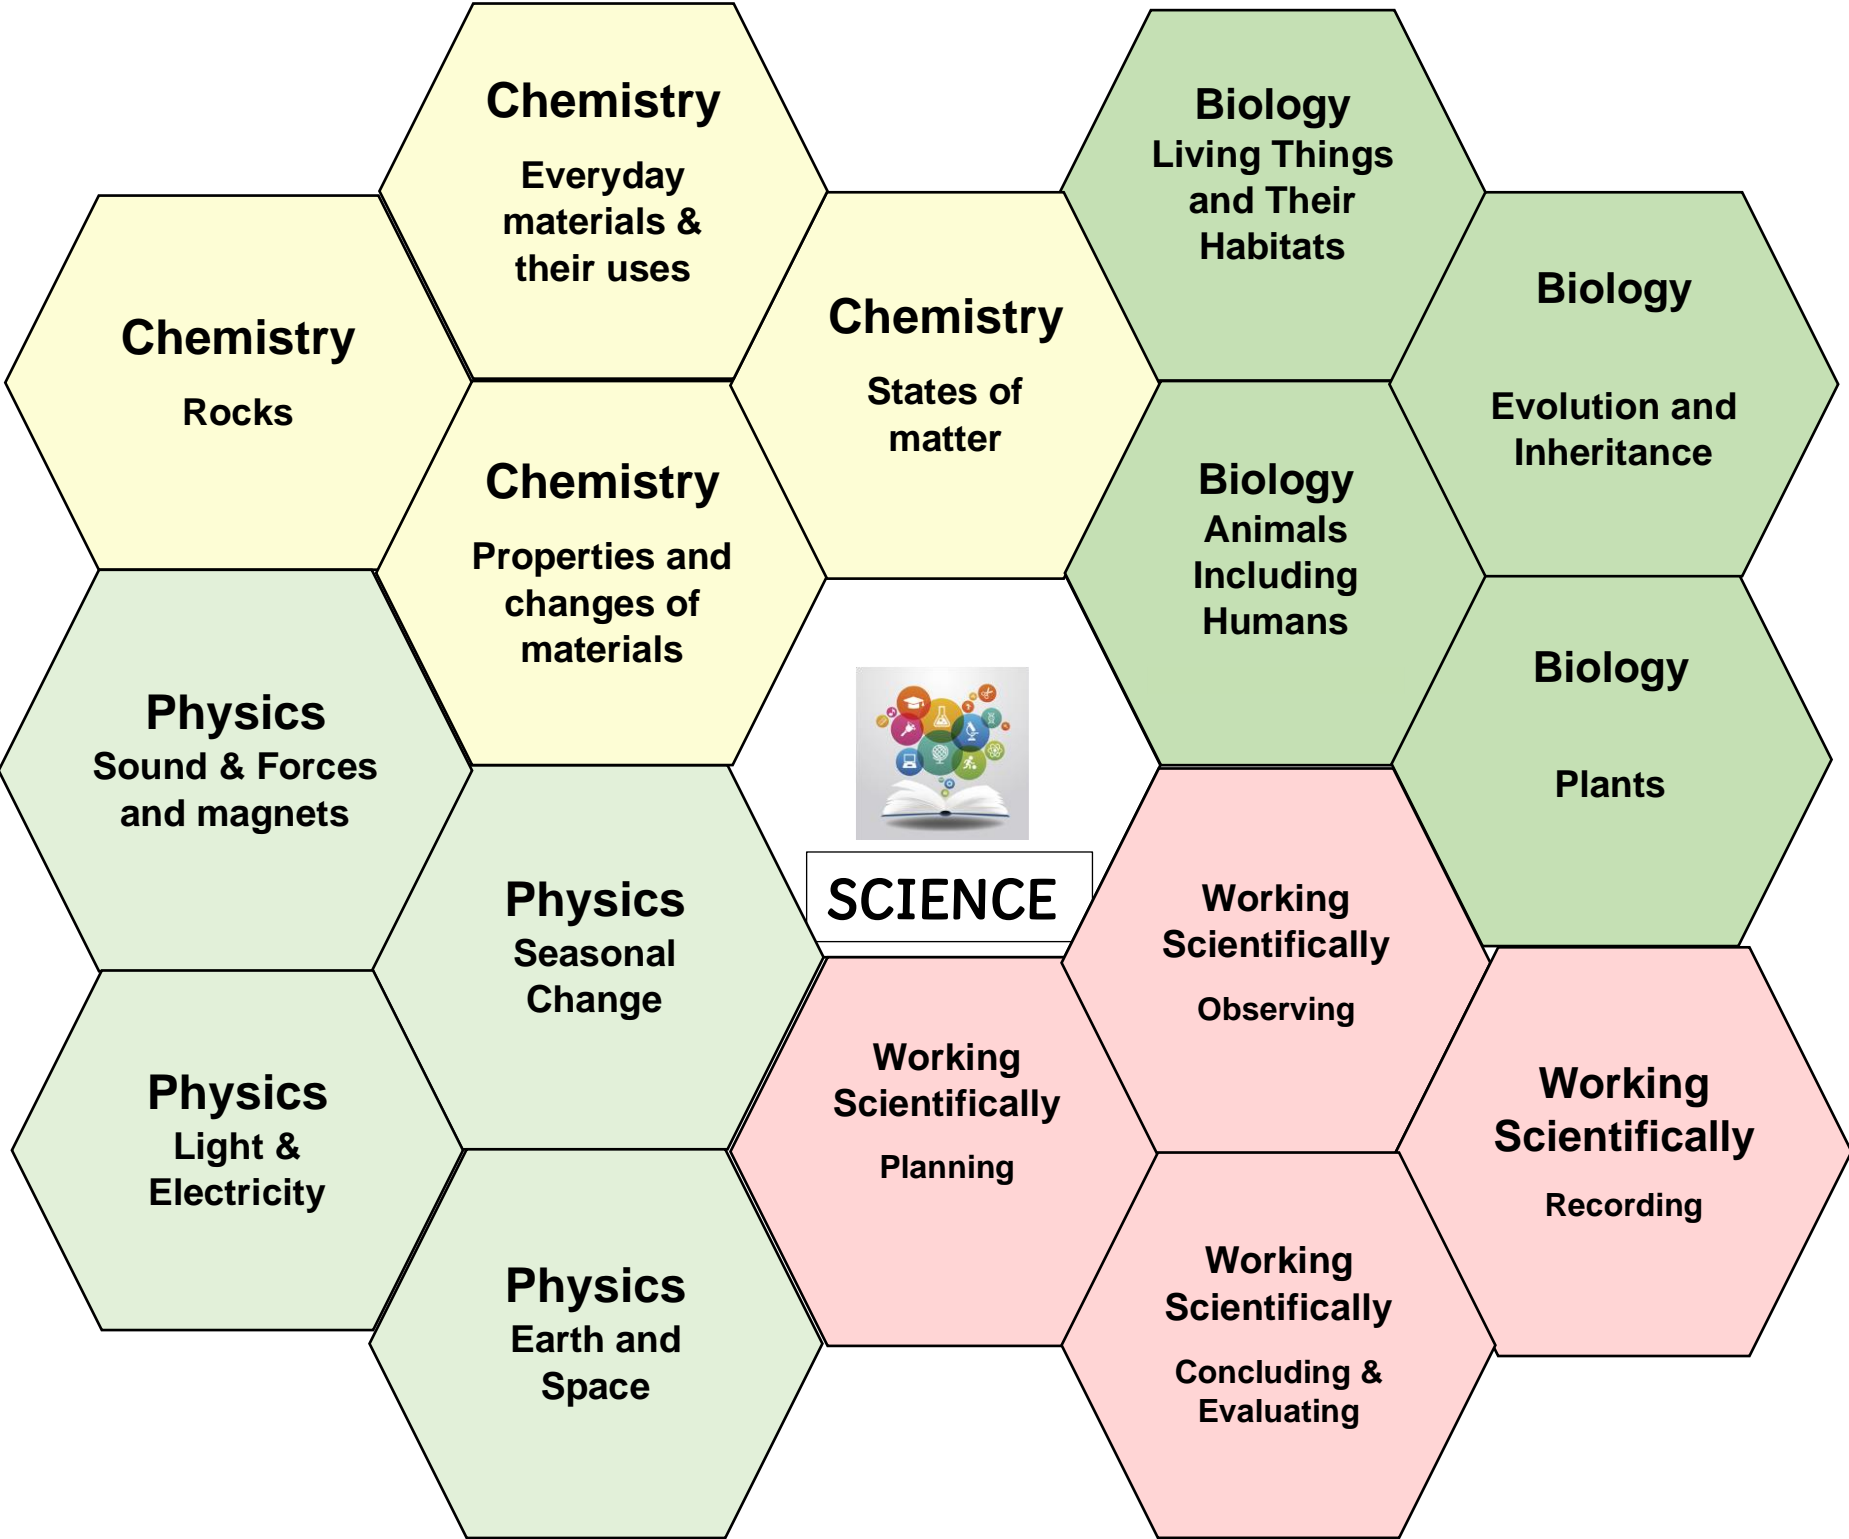 Chemistry
Everyday
materials &
their uses
Biology
Living Things
and Their
Habitats
Chemistry
Rocks
Chemistry
States of
matter
Biology
Evolution and
Inheritance
Chemistry
Properties and
changes of
materials
Biology
Animals
Including
Humans
Physics
Sound & Forces
and magnets
Biology
Plants
SCIENCE
Physics
Seasonal
Change
Working
Scientifically
Observing
Physics
Light &
Electricity
Working
Scientifically
Planning
Working
Scientifically
Recording
Physics
Earth and
Space
Working
Scientifically
Concluding &
Evaluating